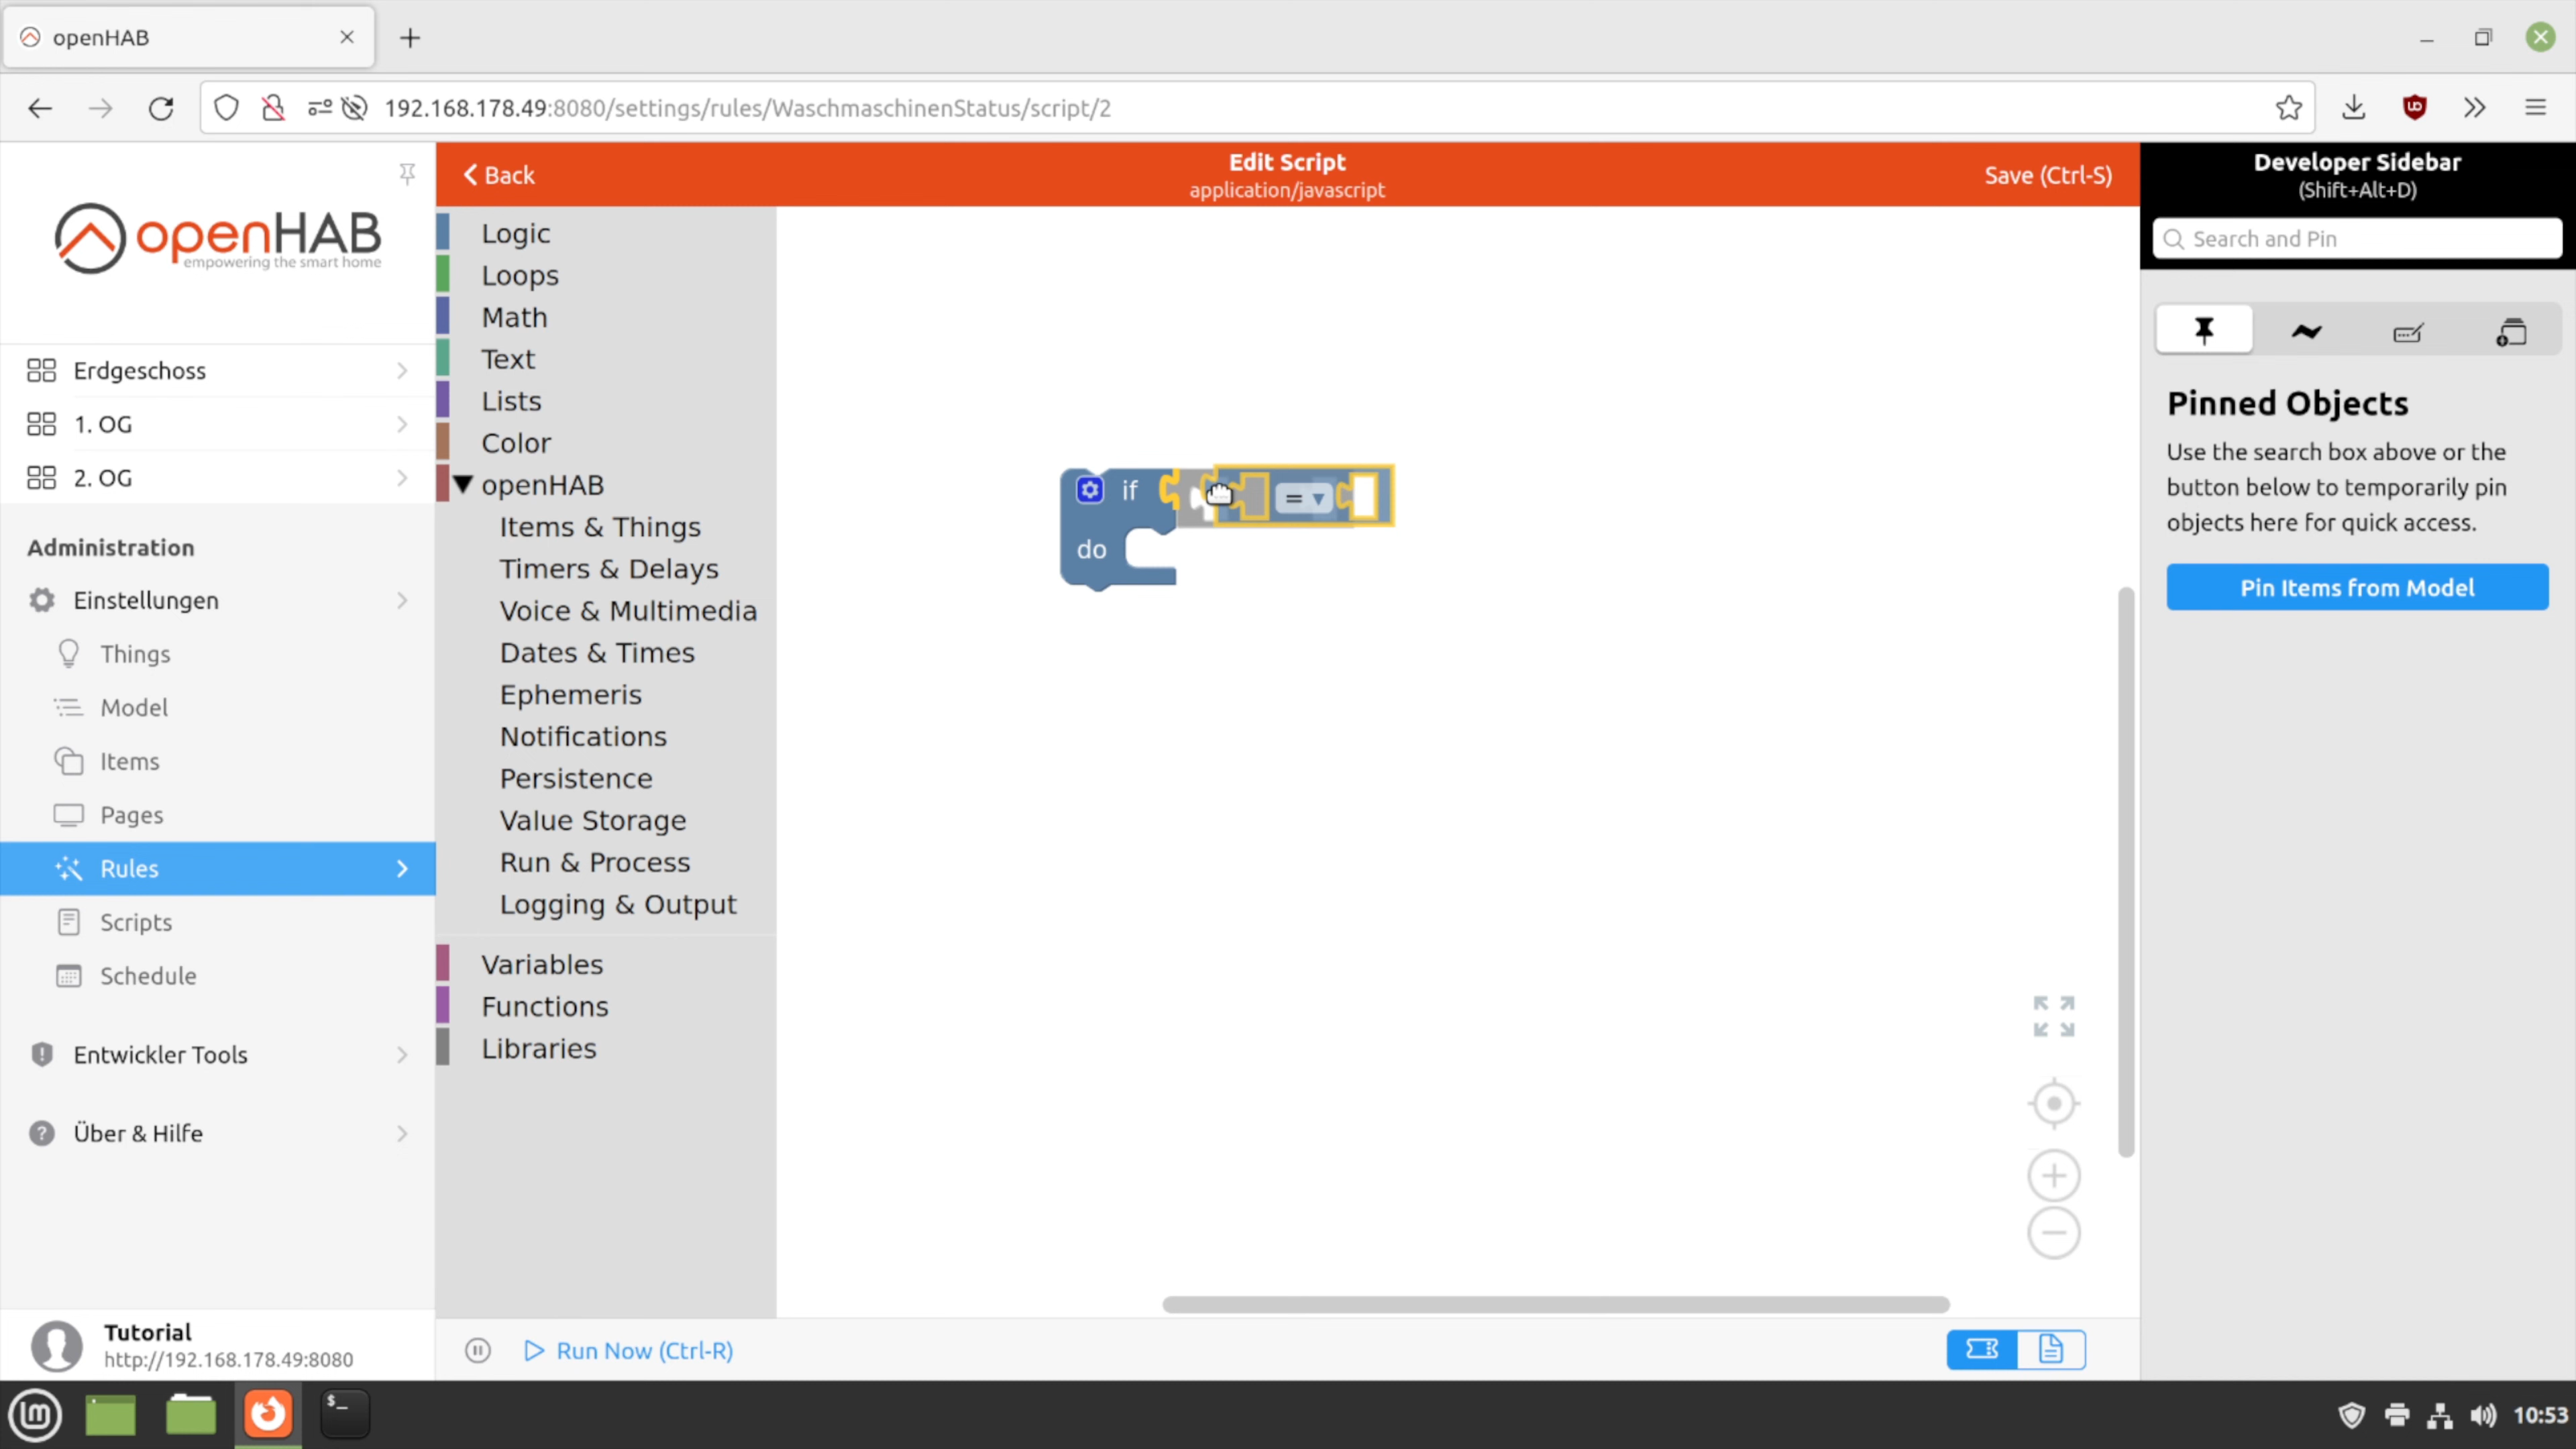 openHAB
192.168.178.49:8080/settings/rules/WaschmaschinenStatus/script/2
openHAB
empowering the smart home
Erdgeschoss
1. OG
2. OG
Administration
Einstellungen
Things
Model
Items
Pages
Rules
Scripts
Schedule
Entwickler Tools
Über & Hilfe
Tutorial
http://192.168.178.49:8080
Back
Edit Script
application/javascript
Save (Ctrl-S)
Logic
Loops
Math
Text
Lists
Color
openHAB
Items & Things
Timers & Delays
Voice & Multimedia
Dates & Times
Ephemeris
Notifications
Persistence
Value Storage
Run & Process
Logging & Output
Variables
Functions
Libraries
if
= ▾
do
Run Now (Ctrl-R)
Developer Sidebar
(Shift+Alt+D)
Search and Pin
Pinned Objects
Use the search box above or the
button below to temporarily pin
objects here for quick access.
Pin Items from Model
$_
10:53